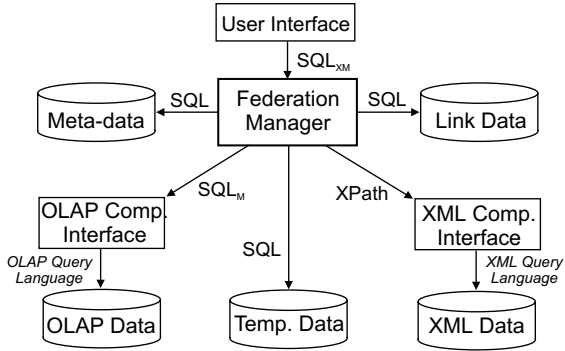 User Interface
SQLXM
SQL
Federation
Manager
SQL
Meta-data
Link Data
SQLM
XPath
OLAP Comp.
Interface
SQL
XML Comp.
Interface
OLAP Query
Language
XML Query
Language
OLAP Data
Temp. Data
XML Data